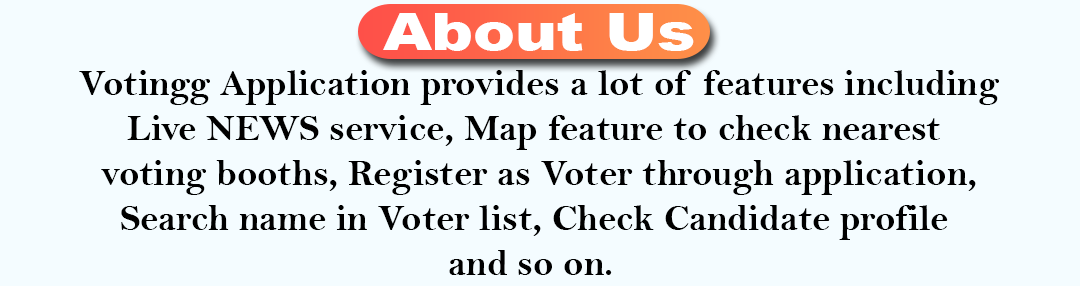 About Us
Votingg Application provides a lot of features including
Live NEWS service, Map feature to check nearest
voting booths, Register as Voter through application,
Search name in Voter list, Check Candidate profile
and so on.